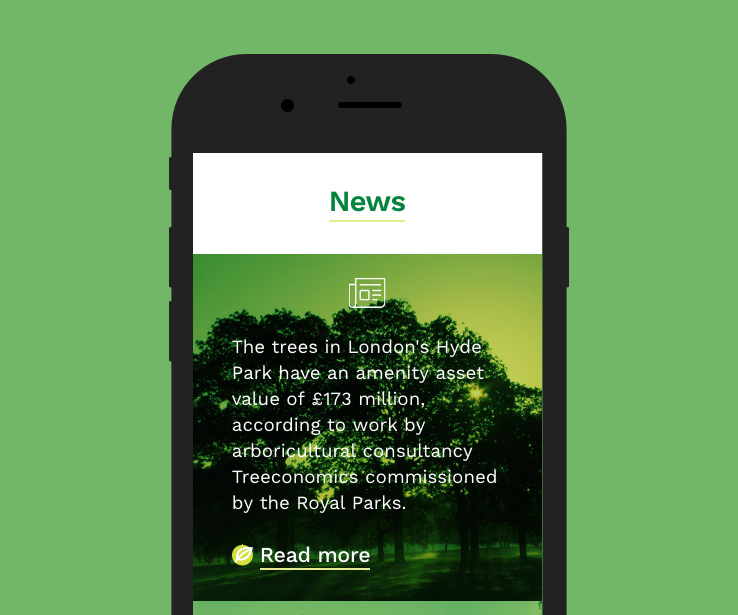 News
The trees in London's Hyde
Park have an amenity asset
value of £173 million,
according to work by
arboricultural consultancy
Treeconomics commissioned
by the Royal Parks.
Read more